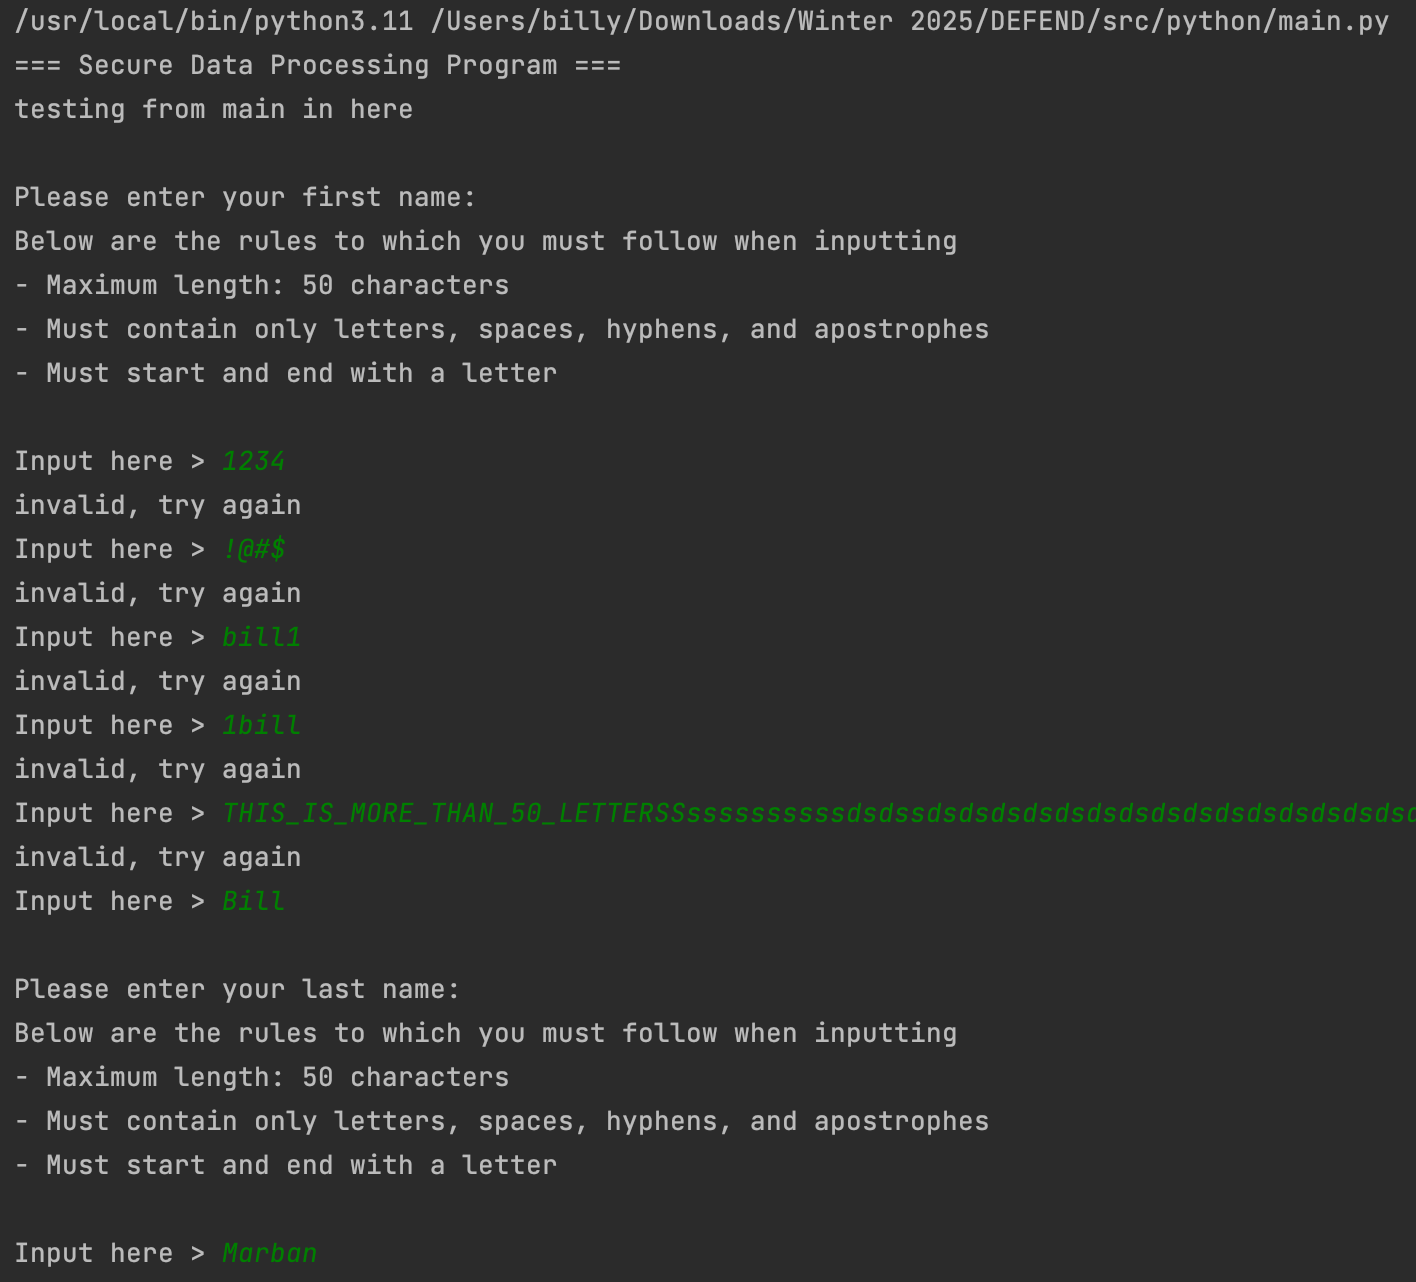 /usr/local/bin/python3.11 /Users/billy/Downloads/Winter 2025/DEFEND/src/python/main.py
=== Secure Data Processing Program ===
testing from main in here
Please enter your first name:
Below are the rules to which you must follow when inputting
- Maximum length: 50 characters
- Must contain only letters, spaces, hyphens, and apostrophes
- Must start and end with a letter
Input here > 1234
invalid, try again
Input here > !@#$
invalid, try again
Input here > bill1
invalid, try again
Input here > 1bill
invalid, try again
Input here > THIS_IS_MORE_THAN_50_LETTERSSssssssssssdsdssdsdsdsdsdsdsdsdsdsdsdsdsdsdsdsd
invalid, try again
Input here > Bill
Please enter your last name:
Below are the rules to which you must follow when inputting
- Maximum length: 50 characters
- Must contain only letters, spaces, hyphens, and apostrophes
- Must start and end with a letter
Input here > Marban